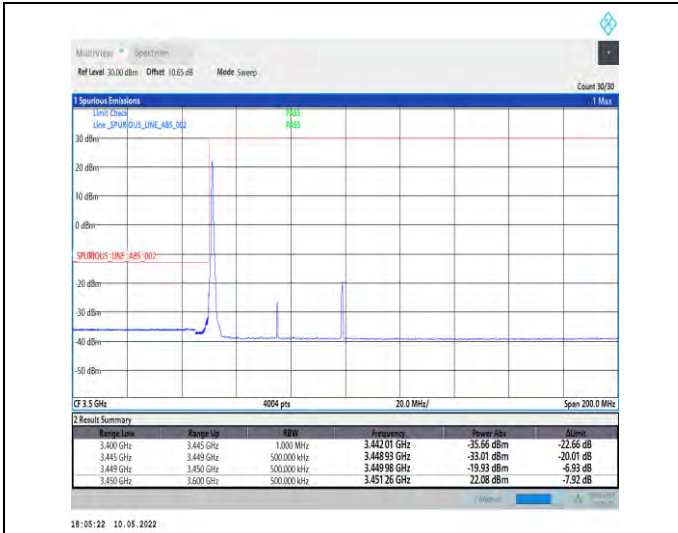 MultiView Spectrum
Ref Level 30.00 dBm Offset 10.65 dB Mode Sweep
Count 30/30
1 Spurious Emissions 1 Max
Limit Check PASS
Line _SPURIOUS_LINE_ABS_002 PASS
30 dBm
20 dBm
10 dBm
0 dBm
_SPURIOUS_LINE_ABS_002
-20 dBm
-30 dBm
-40 dBm
-50 dBm
CF 3.5 GHz 4004 pts 20.0 MHz/ Span 200.0 MHz
2 Result Summary
Range Low Range Up RBW Frequency Power Abs ΔLimit
3.400 GHz 3.445 GHz 1.000 MHz 3.442 01 GHz -35.66 dBm -22.66 dB
3.445 GHz 3.449 GHz 500.000 kHz 3.448 93 GHz -33.01 dBm -20.01 dB
3.449 GHz 3.450 GHz 500.000 kHz 3.449 98 GHz -19.93 dBm -6.93 dB
3.450 GHz 3.600 GHz 500.000 kHz 3.451 26 GHz 22.08 dBm -7.92 dB
18:05:22 10.05.2022